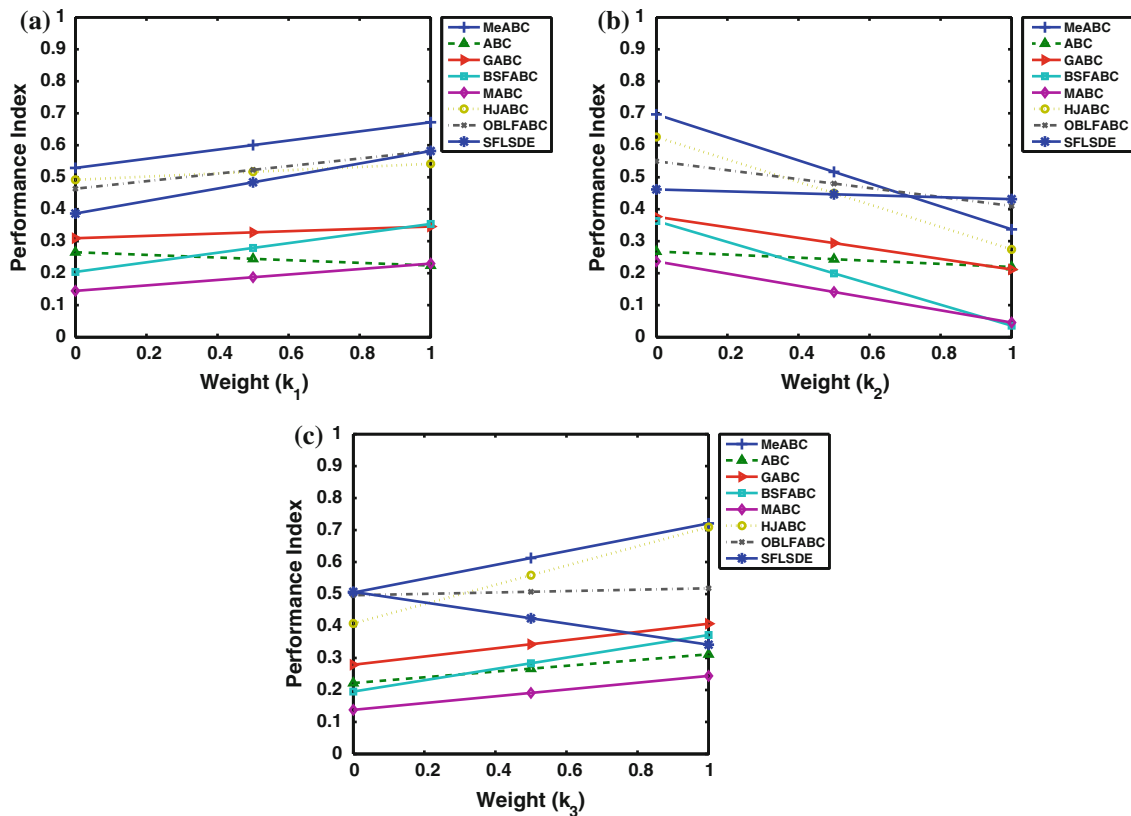 (a)
1
0.9
0.8
0.7
0.6
0.5
0.4
0.3
0.2
0.1
0
Performance Index
0 0.2 0.4 0.6 0.8 1
Weight (k1)
MeABC
ABC
GABC
BSFABC
MABC
HJABC
OBLFABC
SFLSDE
(b)
1
0.9
0.8
0.7
0.6
0.5
0.4
0.3
0.2
0.1
0
Performance Index
0 0.2 0.4 0.6 0.8 1
Weight (k2)
MeABC
ABC
GABC
BSFABC
MABC
HJABC
OBLFABC
SFLSDE
(c)
1
0.9
0.8
0.7
0.6
0.5
0.4
0.3
0.2
0.1
0
Performance Index
0 0.2 0.4 0.6 0.8 1
Weight (k3)
MeABC
ABC
GABC
BSFABC
MABC
HJABC
OBLFABC
SFLSDE